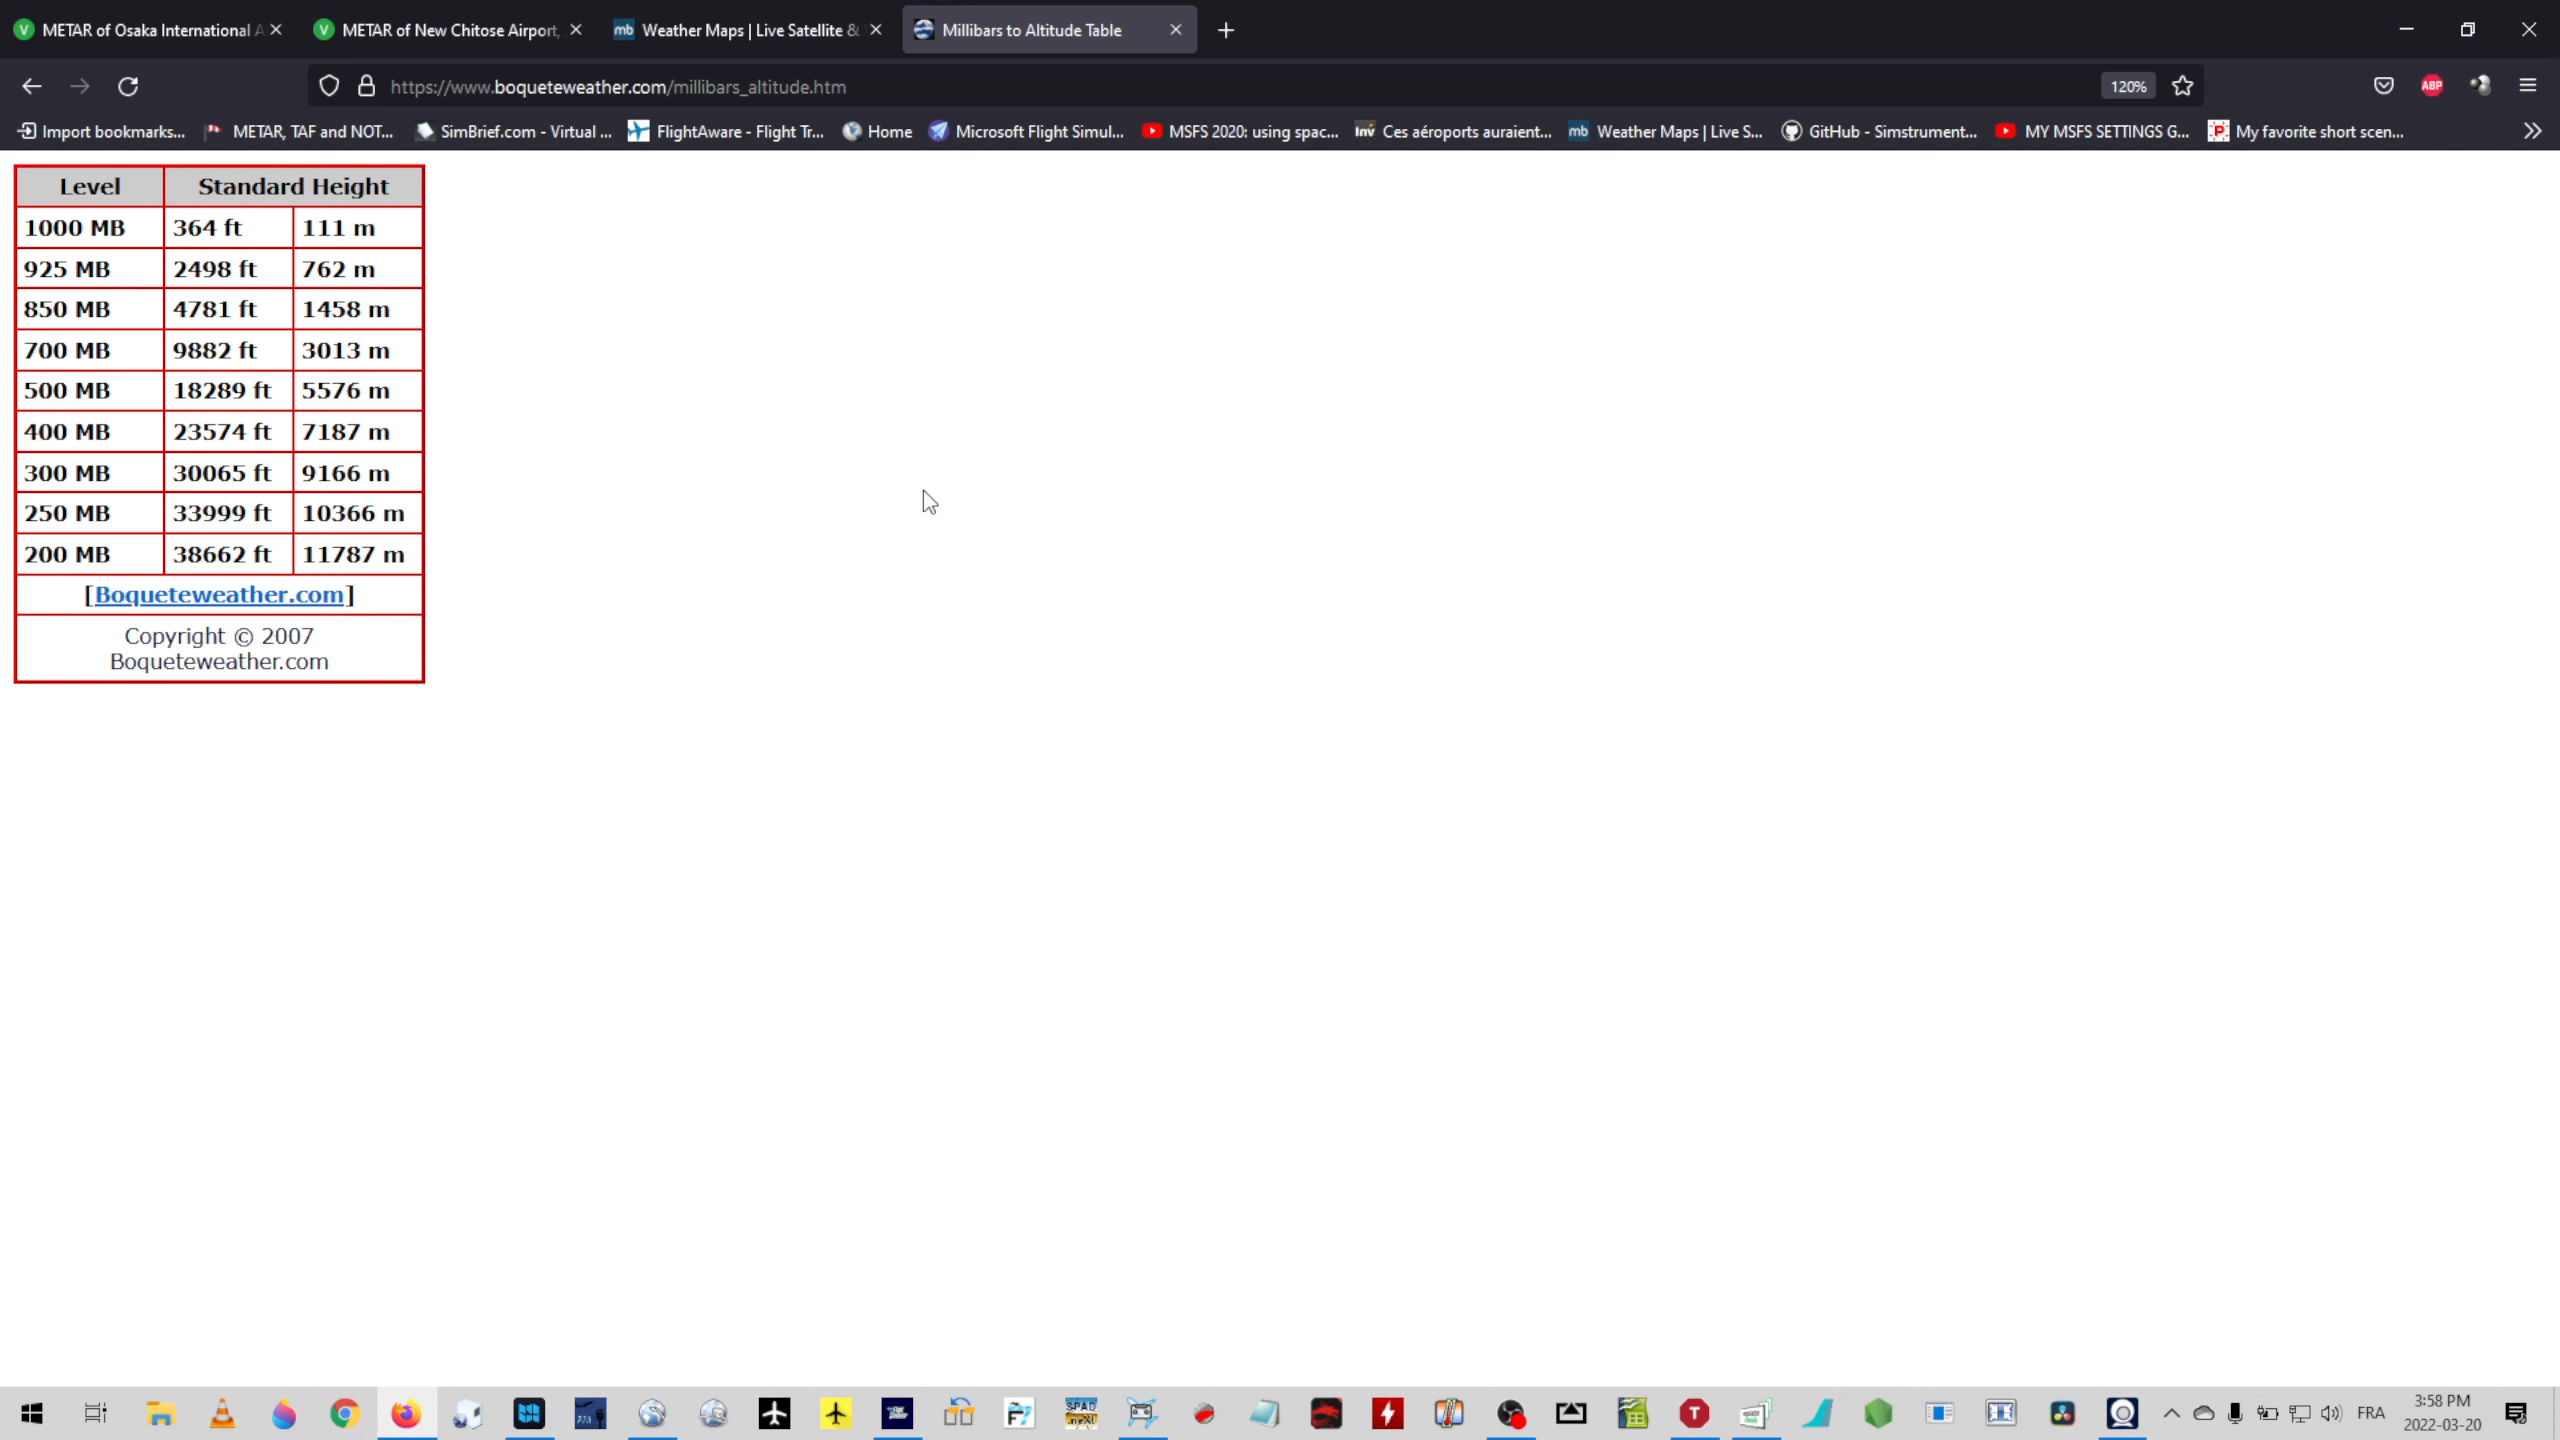 METAR of Osaka International A
METAR of New Chitose Airport,
mb Weather Maps | Live Satellite &
Millibars to Altitude Table
https://www.boqueteweather.com/millibars_altitude.htm
120%
ABP
Import bookmarks...
METAR, TAF and NOT...
SimBrief.com - Virtual ...
FlightAware - Flight Tr...
Home
Microsoft Flight Simul...
MSFS 2020: using spac...
Inv Ces aéroports auraient...
mb Weather Maps | Live S...
GitHub - Simstrument...
MY MSFS SETTINGS G...
My favorite short scen...
Level Standard Height
1000 MB 364 ft 111 m
925 MB 2498 ft 762 m
850 MB 4781 ft 1458 m
700 MB 9882 ft 3013 m
500 MB 18289 ft 5576 m
400 MB 23574 ft 7187 m
300 MB 30065 ft 9166 m
250 MB 33999 ft 10366 m
200 MB 38662 ft 11787 m
[Boqueteweather.com]
Copyright © 2007
Boqueteweather.com
FRA
3:58 PM
2022-03-20